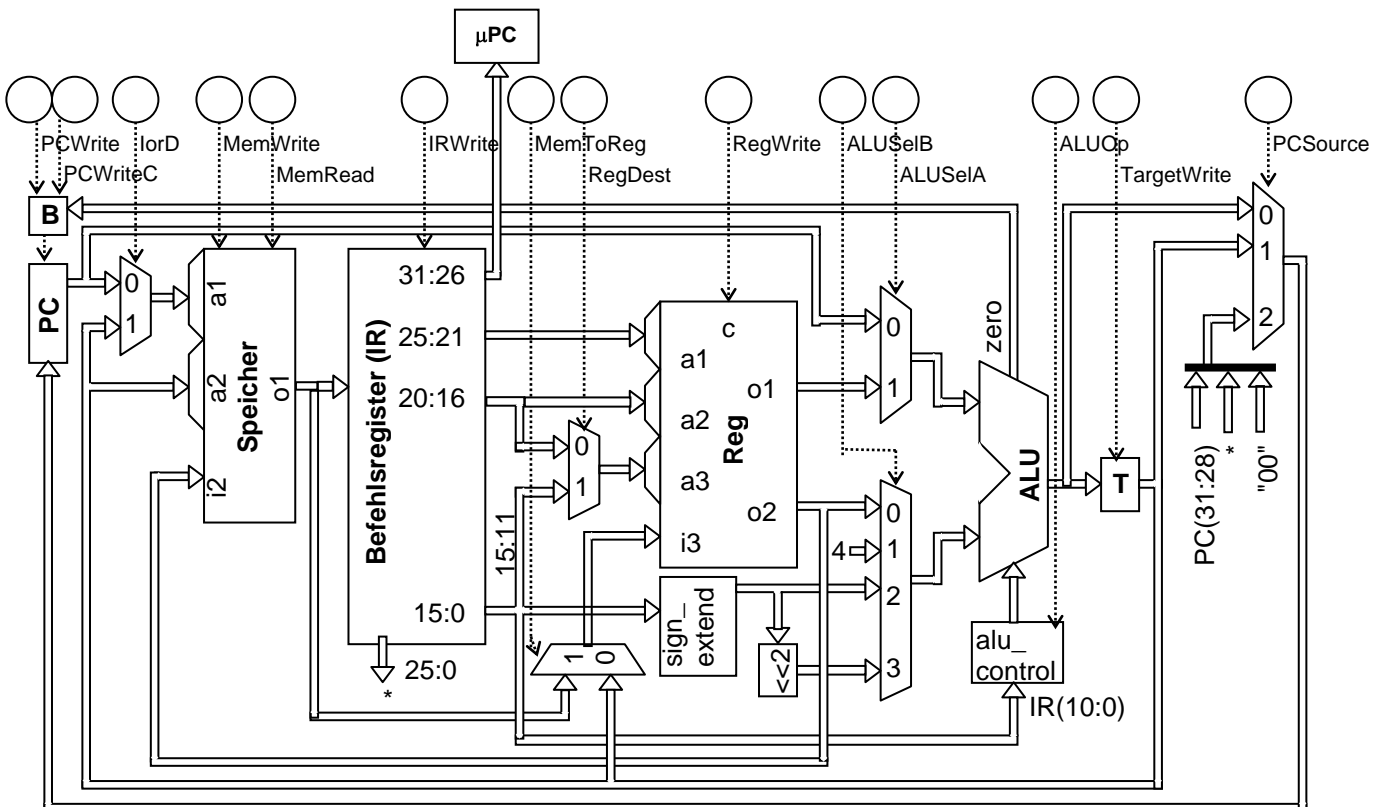 μPC
PCWrite
IorD
MemWrite
IRWrite
MemToReg
RegWrite
ALUSelB
ALUOp
PCSource
PCWriteC
MemRead
RegDest
ALUSelA
TargetWrite
B
PC
0
1
a1
a2
i2
o1
Speicher
Befehlsregister (IR)
31:26
25:21
20:16
15:0
25:0
*
15:11
0
1
1
0
c
a1
a2
a3
i3
o1
o2
Reg
sign_
extend
<<2
0
1
4
0
1
2
3
zero
ALU
alu_
control
IR(10:0)
T
0
1
2
PC(31:28)
*
"00"